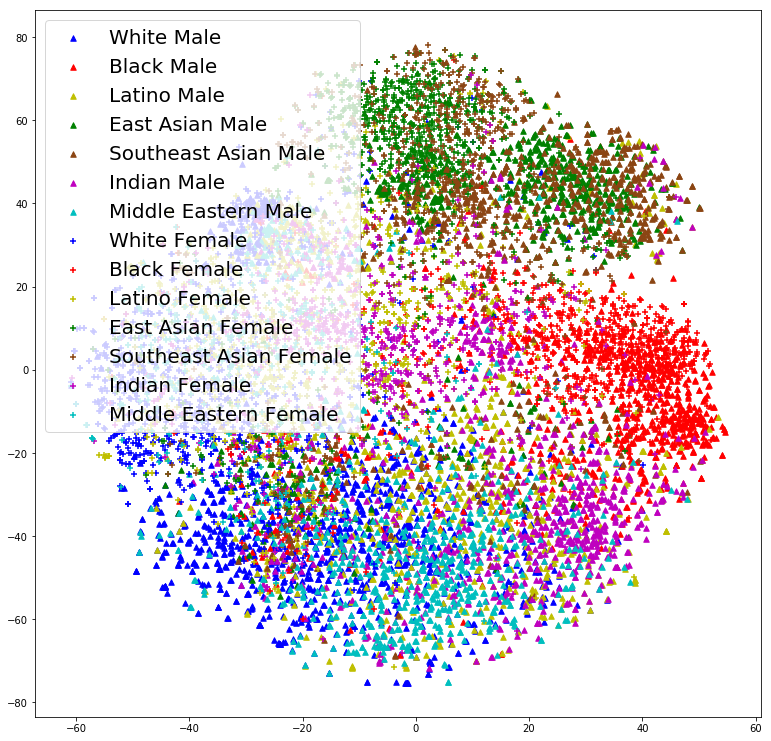 80
60
40
20
0
−20
−40
−60
−80
White Male
Black Male
Latino Male
East Asian Male
Southeast Asian Male
Indian Male
Middle Eastern Male
White Female
Black Female
Latino Female
East Asian Female
Southeast Asian Female
Indian Female
Middle Eastern Female
−60 −40 −20 0 20 40 60